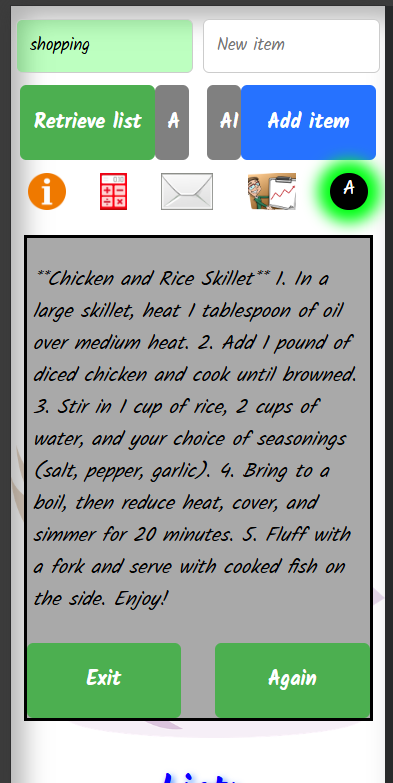 shopping
New item
Retrieve list
A
AI
Add item
A
**Chicken and Rice Skillet** 1. In a
large skillet, heat 1 tablespoon of oil
over medium heat. 2. Add 1 pound of
diced chicken and cook until browned.
3. Stir in 1 cup of rice, 2 cups of
water, and your choice of seasonings
(salt, pepper, garlic). 4. Bring to a
boil, then reduce heat, cover, and
simmer for 20 minutes. 5. Fluff with
a fork and serve with cooked fish on
the side. Enjoy!
Exit
Again